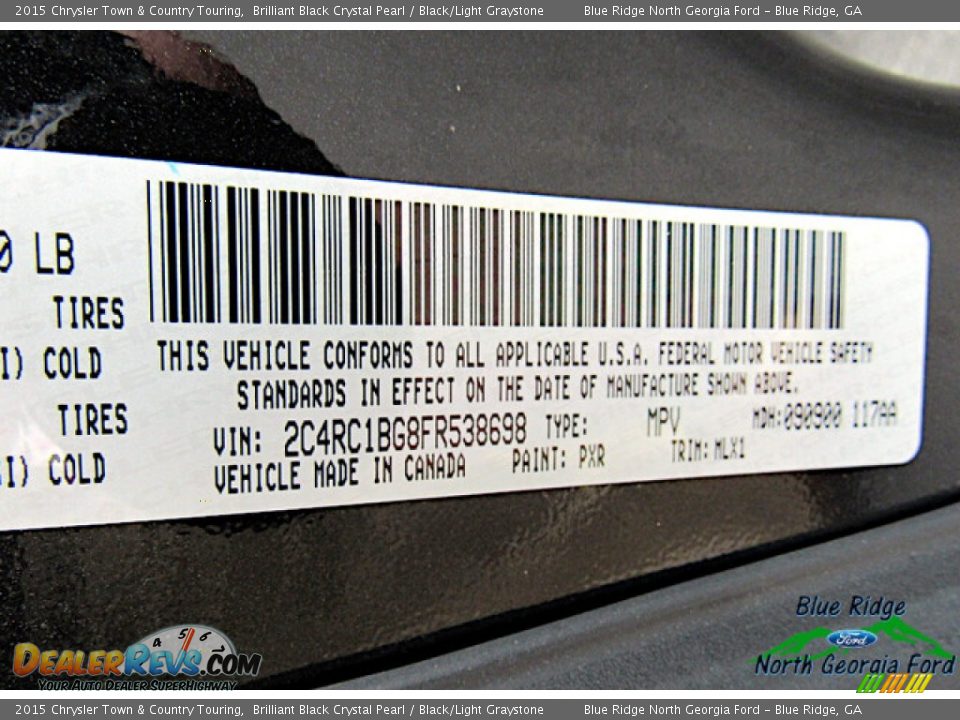 2015 Chrysler Town & Country Touring, Brilliant Black Crystal Pearl / Black/Light Graystone Blue Ridge North Georgia Ford - Blue Ridge, GA
0 LB
TIRES
I) COLD
TIRES
I) COLD
THIS VEHICLE CONFORMS TO ALL APPLICABLE U.S.A. FEDERAL MOTOR VEHICLE SAFETY
STANDARDS IN EFFECT ON THE DATE OF MANUFACTURE SHOWN ABOVE.
VIN: 2C4RC1BG8FR538698 TYPE: MPV MDH:090900 117AA
VEHICLE MADE IN CANADA PAINT: PXR TRIM: MLX1
Blue Ridge
Ford
North Georgia Ford
4 5 6
DealerRevs.com
Your Auto Dealer SuperHighway
2015 Chrysler Town & Country Touring, Brilliant Black Crystal Pearl / Black/Light Graystone Blue Ridge North Georgia Ford - Blue Ridge, GA